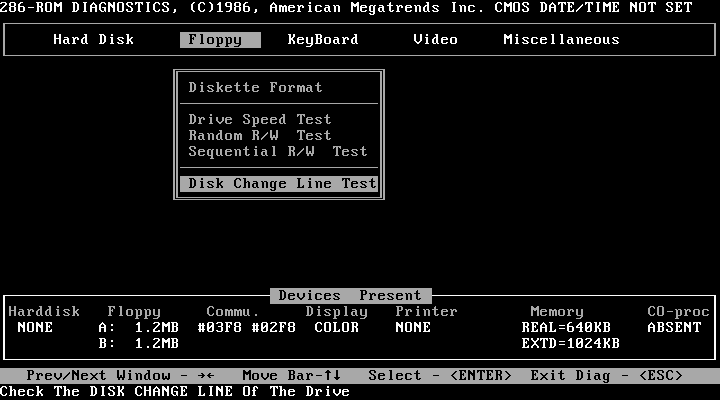 286-ROM DIAGNOSTICS, (C)1986, American Megatrends Inc. CMOS DATE/TIME NOT SET
Hard Disk Floppy KeyBoard Video Miscellaneous
Diskette Format
Drive Speed Test
Random R/W Test
Sequential R/W Test
Disk Change Line Test
Devices Present
Harddisk Floppy Commu. Display Printer Memory CO-proc
NONE A: 1.2MB #03F8 #02F8 COLOR NONE REAL=640KB ABSENT
B: 1.2MB EXTD=1024KB
Prev/Next Window - →← Move Bar-↑↓ Select - <ENTER> Exit Diag - <ESC>
Check The DISK CHANGE LINE Of The Drive